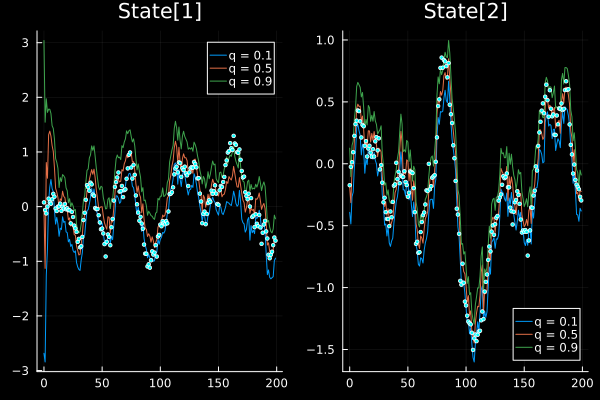 State[1]
3
2
1
0
−1
−2
−3
0
50
100
150
200
q = 0.1
q = 0.5
q = 0.9
State[2]
1.0
0.5
0.0
−0.5
−1.0
−1.5
0
50
100
150
200
q = 0.1
q = 0.5
q = 0.9